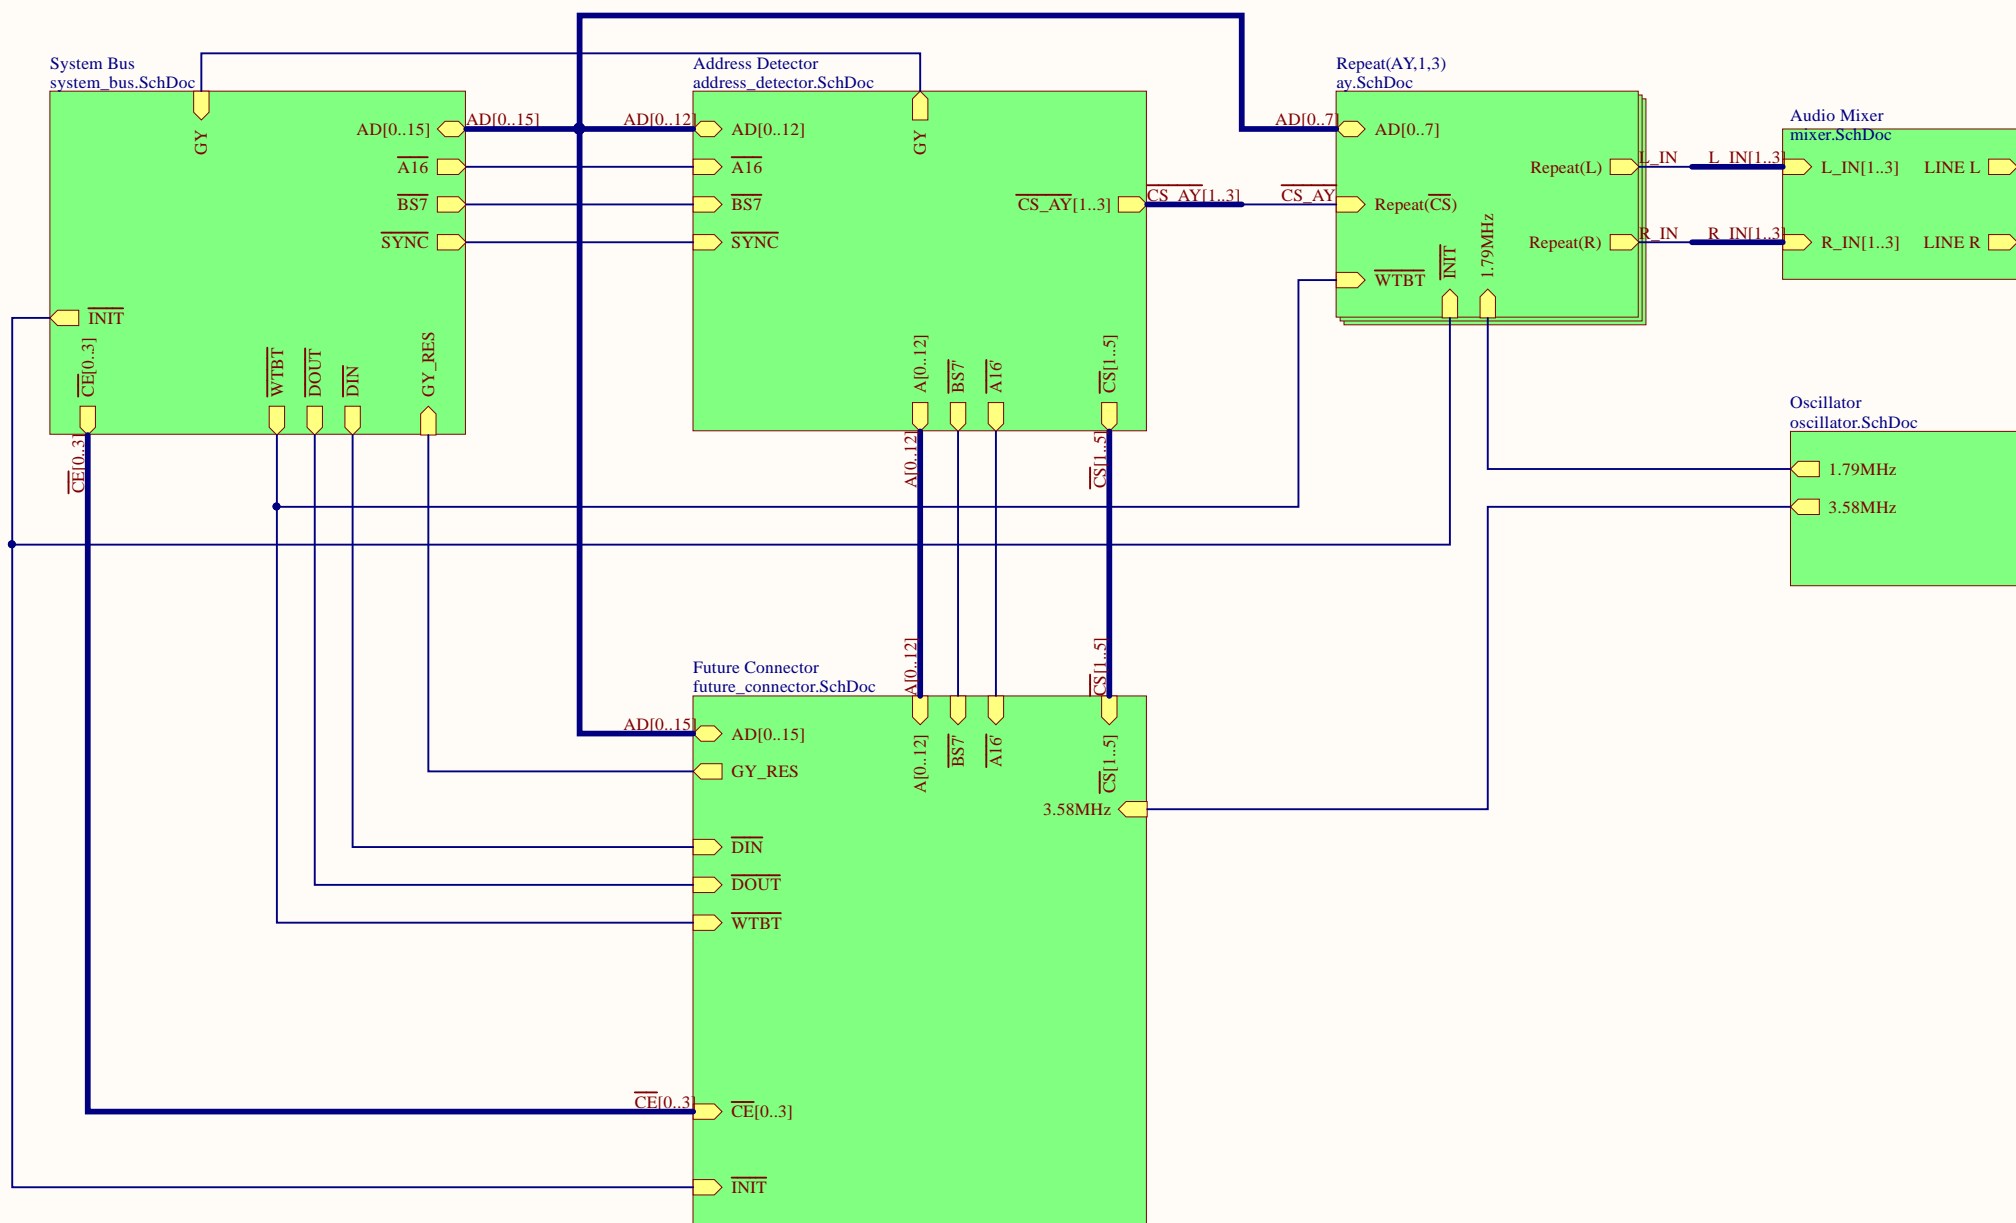 System Bus
system_bus.SchDoc
GY
AD[0..15]
AD[0..15]
A16
BS7
SYNC
INIT
CE[0..3]
WTBT
DOUT
DIN
GY_RES
CE[0..3]
Address Detector
address_detector.SchDoc
AD[0..12]
AD[0..12]
GY
A16
BS7
SYNC
CS_AY[1..3]
CS_AY[1..3]
A[0..12]
BS7'
A16'
CS[1..5]
A[0..12]
CS[1..5]
Repeat(AY,1,3)
ay.SchDoc
AD[0..7]
AD[0..7]
CS_AY
Repeat(CS)
WTBT
INIT
1.79MHz
Repeat(L)
L_IN
Repeat(R)
R_IN
Audio Mixer
mixer.SchDoc
L_IN[1..3]
L_IN[1..3]
LINE L
R_IN[1..3]
R_IN[1..3]
LINE R
Oscillator
oscillator.SchDoc
1.79MHz
3.58MHz
Future Connector
future_connector.SchDoc
A[0..12]
CS[1..5]
AD[0..15]
AD[0..15]
A[0..12]
BS7'
A16'
CS[1..5]
GY_RES
3.58MHz
DIN
DOUT
WTBT
CE[0..3]
CE[0..3]
INIT